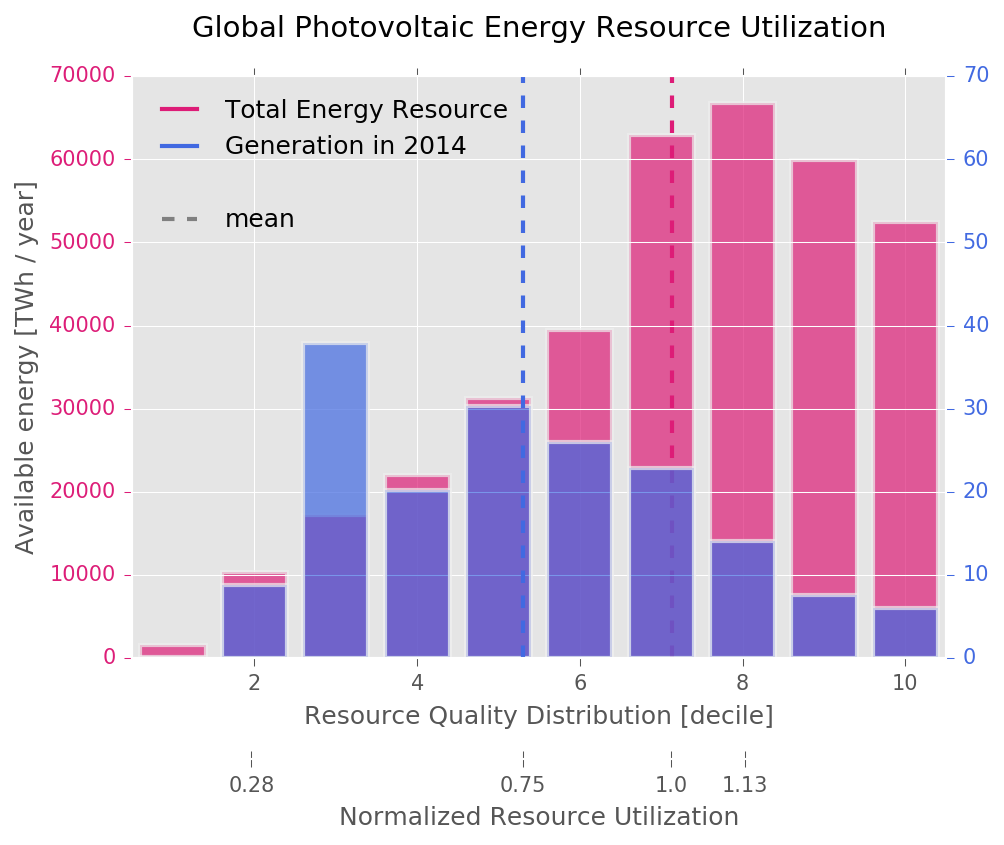 Global Photovoltaic Energy Resource Utilization
70000
60000
50000
40000
30000
20000
10000
0
Available energy [TWh / year]
Total Energy Resource
Generation in 2014
mean
70
60
50
40
30
20
10
0
2 4 6 8 10
Resource Quality Distribution [decile]
0.28 0.75 1.0 1.13
Normalized Resource Utilization